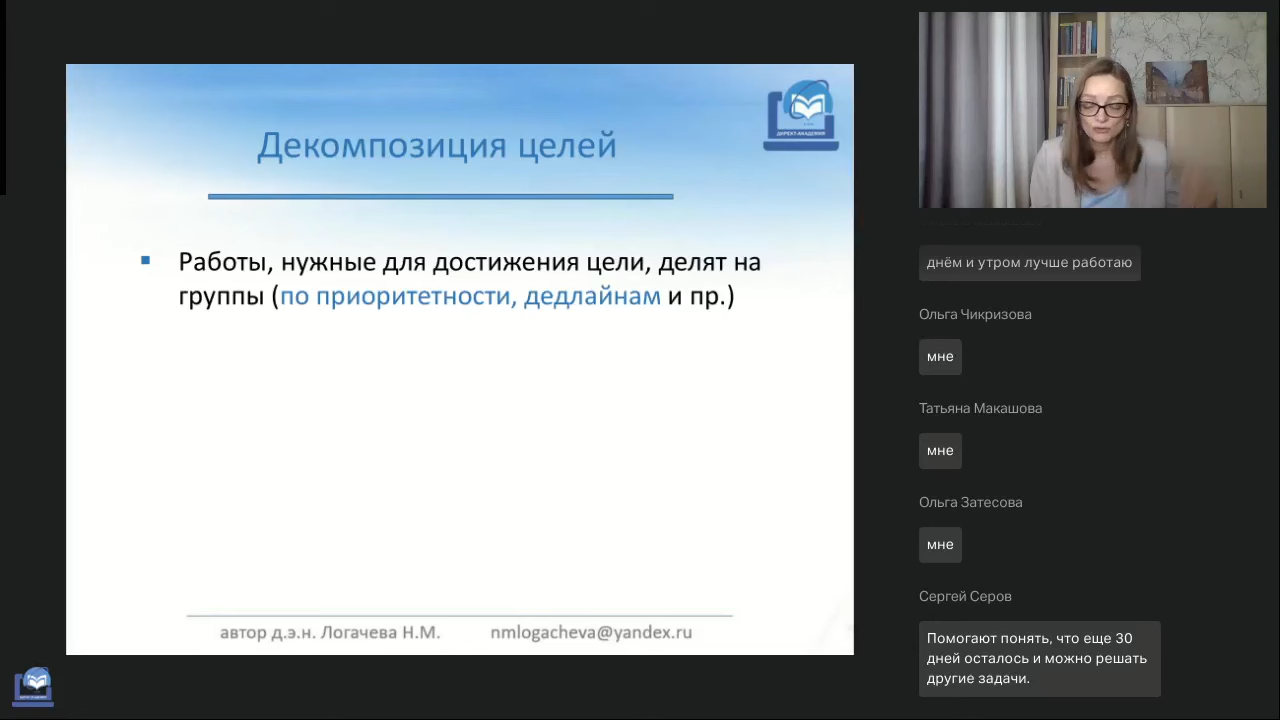 Декомпозиция целей
Работы, нужные для достижения цели, делят на
группы (по приоритетности, дедлайнам и пр.)
автор д.э.н. Логачева Н.М. nmlogacheva@yandex.ru
ДИРЕКТ-АКАДЕМИЯ
днём и утром лучше работаю
Ольга Чикризова
мне
Татьяна Макашова
мне
Ольга Затесова
мне
Сергей Серов
Помогают понять, что еще 30
дней осталось и можно решать
другие задачи.